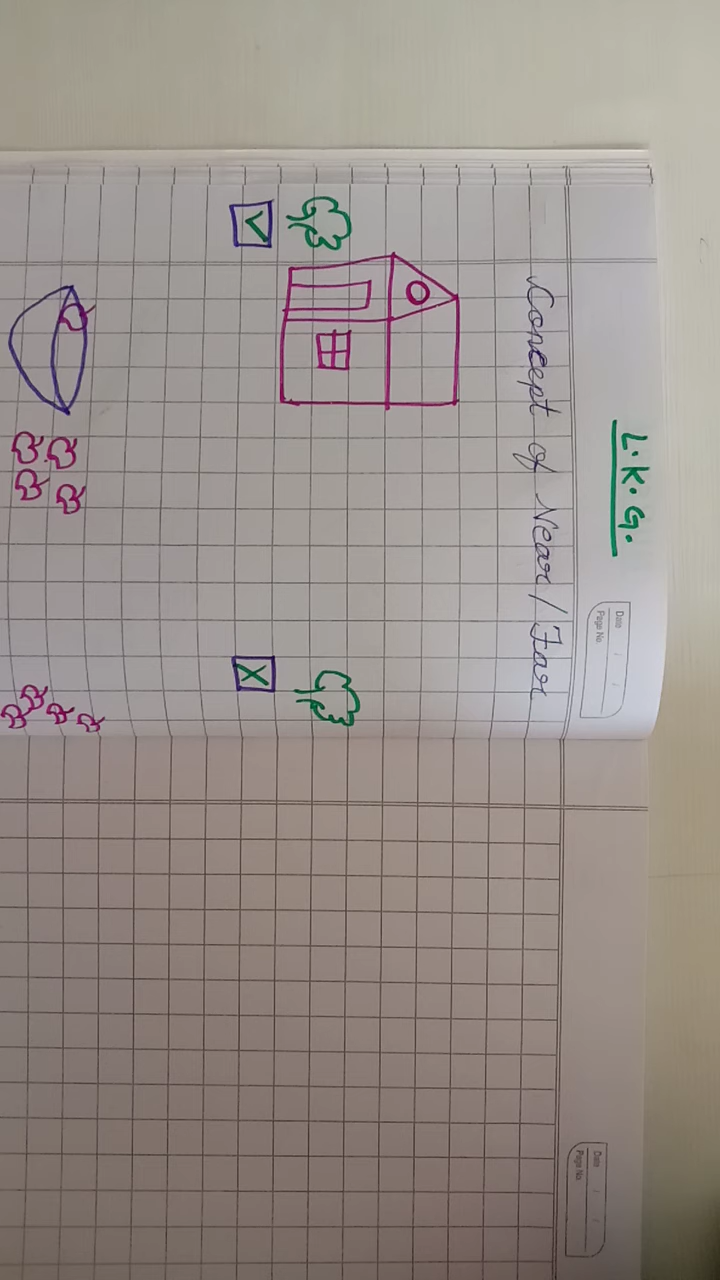 L.K.G.
Date / /
Page No.
Concept of Near/Far
✓
X
Date / /
Page No.